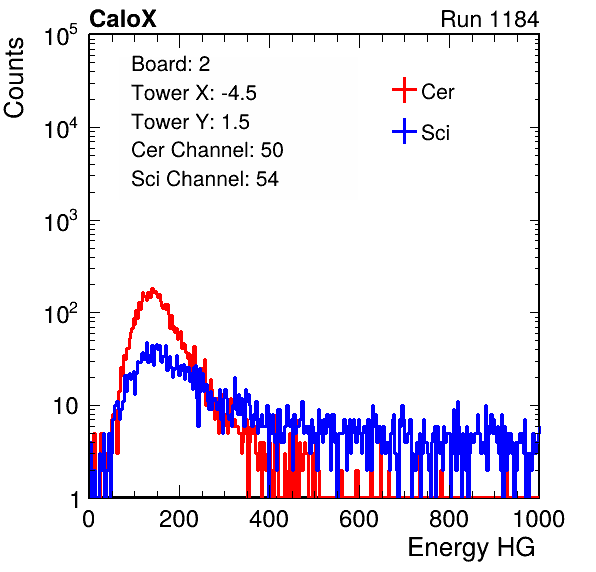 CaloX Run 1184
Counts
10^5
10^4
10^3
10^2
10
1
Board: 2
Tower X: -4.5
Tower Y: 1.5
Cer Channel: 50
Sci Channel: 54
Cer
Sci
0 200 400 600 800 1000
Energy HG